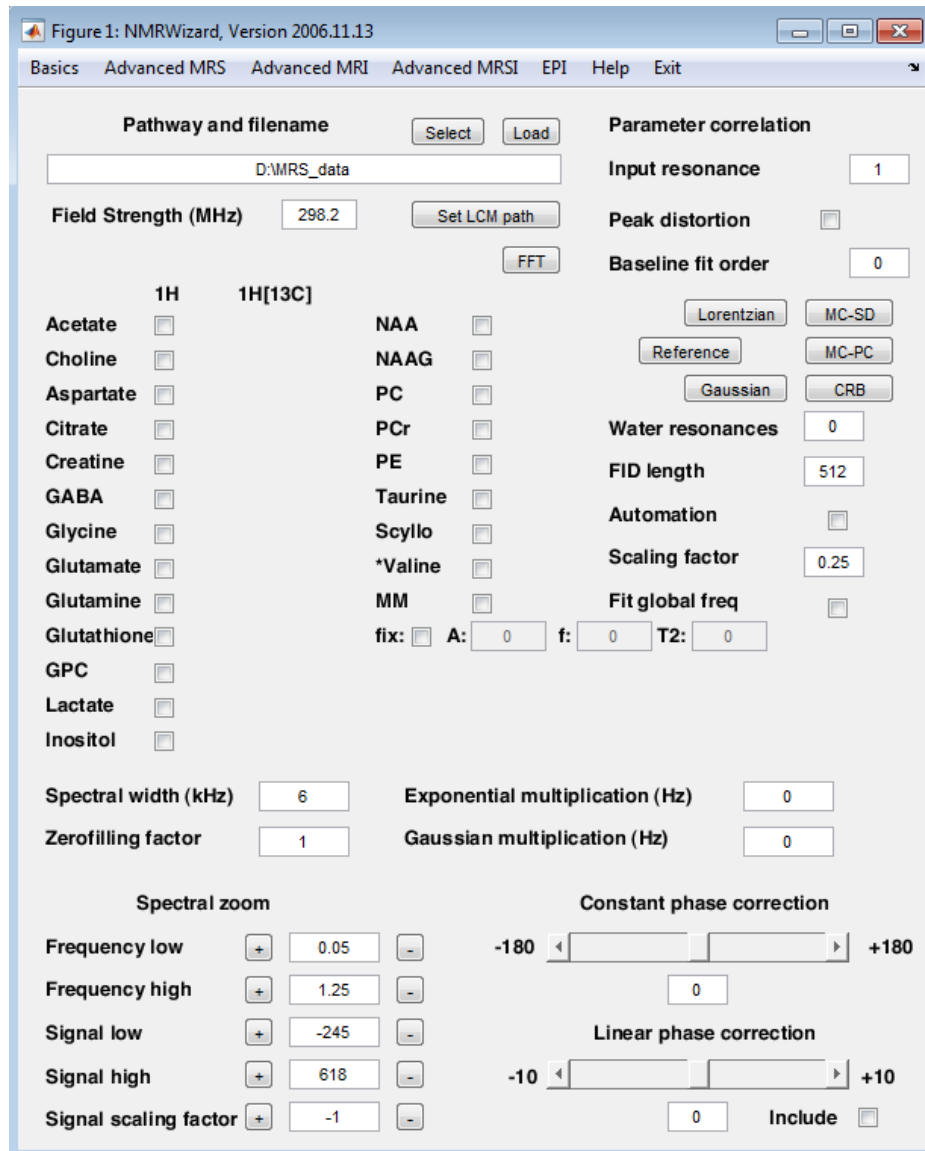 Figure 1: NMRWizard, Version 2006.11.13
Basics Advanced MRS Advanced MRI Advanced MRSI EPI Help Exit
Pathway and filename Select Load Parameter correlation
D:\MRS_data Input resonance 1
Field Strength (MHz) 298.2 Set LCM path Peak distortion
FFT Baseline fit order 0
1H 1H[13C]
Lorentzian MC-SD
Acetate NAA
Choline NAAG Reference MC-PC
Aspartate PC Gaussian CRB
Citrate PCr Water resonances 0
Creatine PE FID length 512
GABA Taurine
Glycine Scyllo Automation
Glutamate *Valine Scaling factor 0.25
Glutamine MM Fit global freq
Glutathione fix: A: 0 f: 0 T2: 0
GPC
Lactate
Inositol
Spectral width (kHz) 6 Exponential multiplication (Hz) 0
Zerofilling factor 1 Gaussian multiplication (Hz) 0
Spectral zoom Constant phase correction
Frequency low + 0.05 - -180 +180
Frequency high + 1.25 - 0
Signal low + -245 - Linear phase correction
Signal high + 618 - -10 +10
Signal scaling factor + -1 - 0 Include